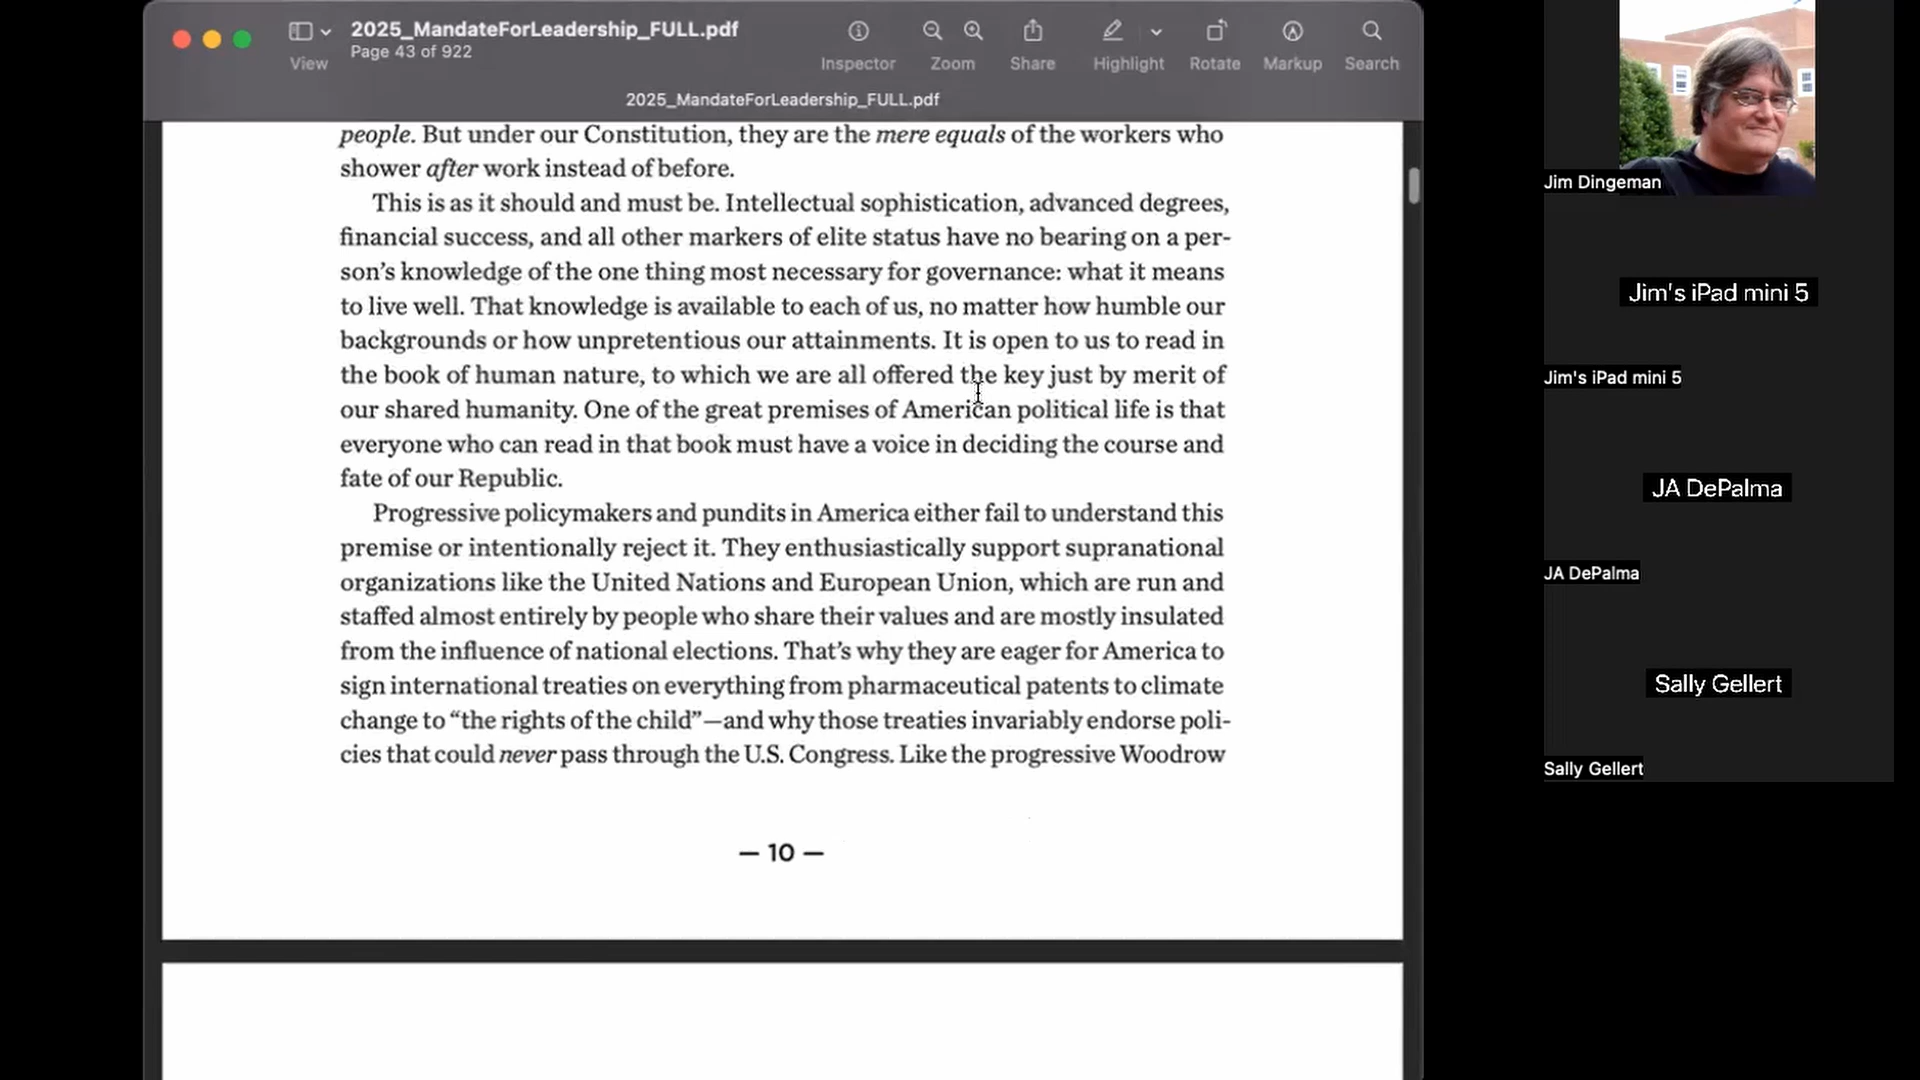 2025_MandateForLeadership_FULL.pdf
Page 43 of 922
View
Inspector
Zoom
Share
Highlight
Rotate
Markup
Search
2025_MandateForLeadership_FULL.pdf
people. But under our Constitution, they are the mere equals of the workers who
shower after work instead of before.
This is as it should and must be. Intellectual sophistication, advanced degrees,
financial success, and all other markers of elite status have no bearing on a per-
son’s knowledge of the one thing most necessary for governance: what it means
to live well. That knowledge is available to each of us, no matter how humble our
backgrounds or how unpretentious our attainments. It is open to us to read in
the book of human nature, to which we are all offered the key just by merit of
our shared humanity. One of the great premises of American political life is that
everyone who can read in that book must have a voice in deciding the course and
fate of our Republic.
Progressive policymakers and pundits in America either fail to understand this
premise or intentionally reject it. They enthusiastically support supranational
organizations like the United Nations and European Union, which are run and
staffed almost entirely by people who share their values and are mostly insulated
from the influence of national elections. That’s why they are eager for America to
sign international treaties on everything from pharmaceutical patents to climate
change to “the rights of the child”—and why those treaties invariably endorse poli-
cies that could never pass through the U.S. Congress. Like the progressive Woodrow
— 10 —
Jim Dingeman
Jim's iPad mini 5
Jim's iPad mini 5
JA DePalma
JA DePalma
Sally Gellert
Sally Gellert